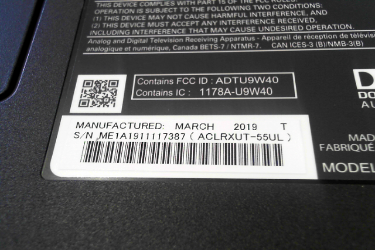 THIS DEVICE COMPLIES WITH PART 15 OF THE FCC RULES.
OPERATION IS SUBJECT TO THE FOLLOWING TWO CONDITIONS:
(1) THIS DEVICE MAY NOT CAUSE HARMFUL INTERFERENCE, AND
(2) THIS DEVICE MUST ACCEPT ANY INTERFERENCE RECEIVED,
INCLUDING INTERFERENCE THAT MAY CAUSE UNDESIRED OPERATION
Analog and Digital Television Receiving Apparatus - Appareils de réception
analogique et numérique, Canada BETS-7 / NTMR-7. CAN ICES-3 (B)/NMB-3(B)
Contains FCC ID : ADTU9W40
Contains IC : 1178A-U9W40
MANUFACTURED: MARCH 2019 T
S/N ME1A1911117387 ( ACLRXUT-55UL )
MA
FABRIQUÉ
MODEL